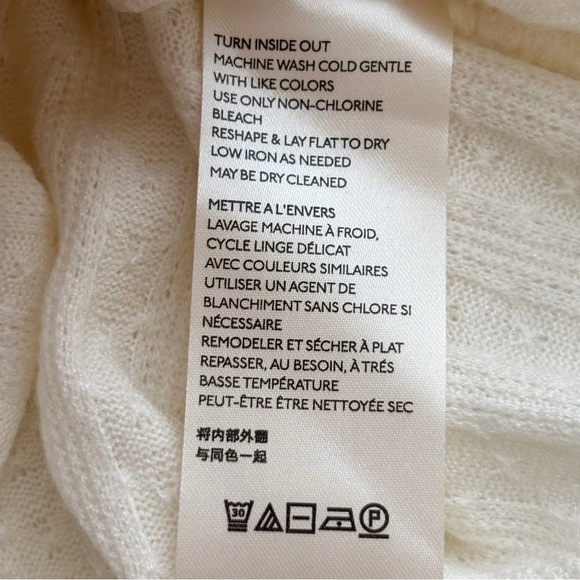 TURN INSIDE OUT
MACHINE WASH COLD GENTLE
WITH LIKE COLORS
USE ONLY NON-CHLORINE
BLEACH
RESHAPE & LAY FLAT TO DRY
LOW IRON AS NEEDED
MAY BE DRY CLEANED
METTRE A L'ENVERS
LAVAGE MACHINE À FROID,
CYCLE LINGE DÉLICAT
AVEC COULEURS SIMILAIRES
UTILISER UN AGENT DE
BLANCHIMENT SANS CHLORE SI
NÉCESSAIRE
REMODELER ET SÉCHER À PLAT
REPASSER, AU BESOIN, À TRÉS
BASSE TEMPÉRATURE
PEUT-ÊTRE ÊTRE NETTOYÉE SEC
将内部外翻
与同色一起
30 P